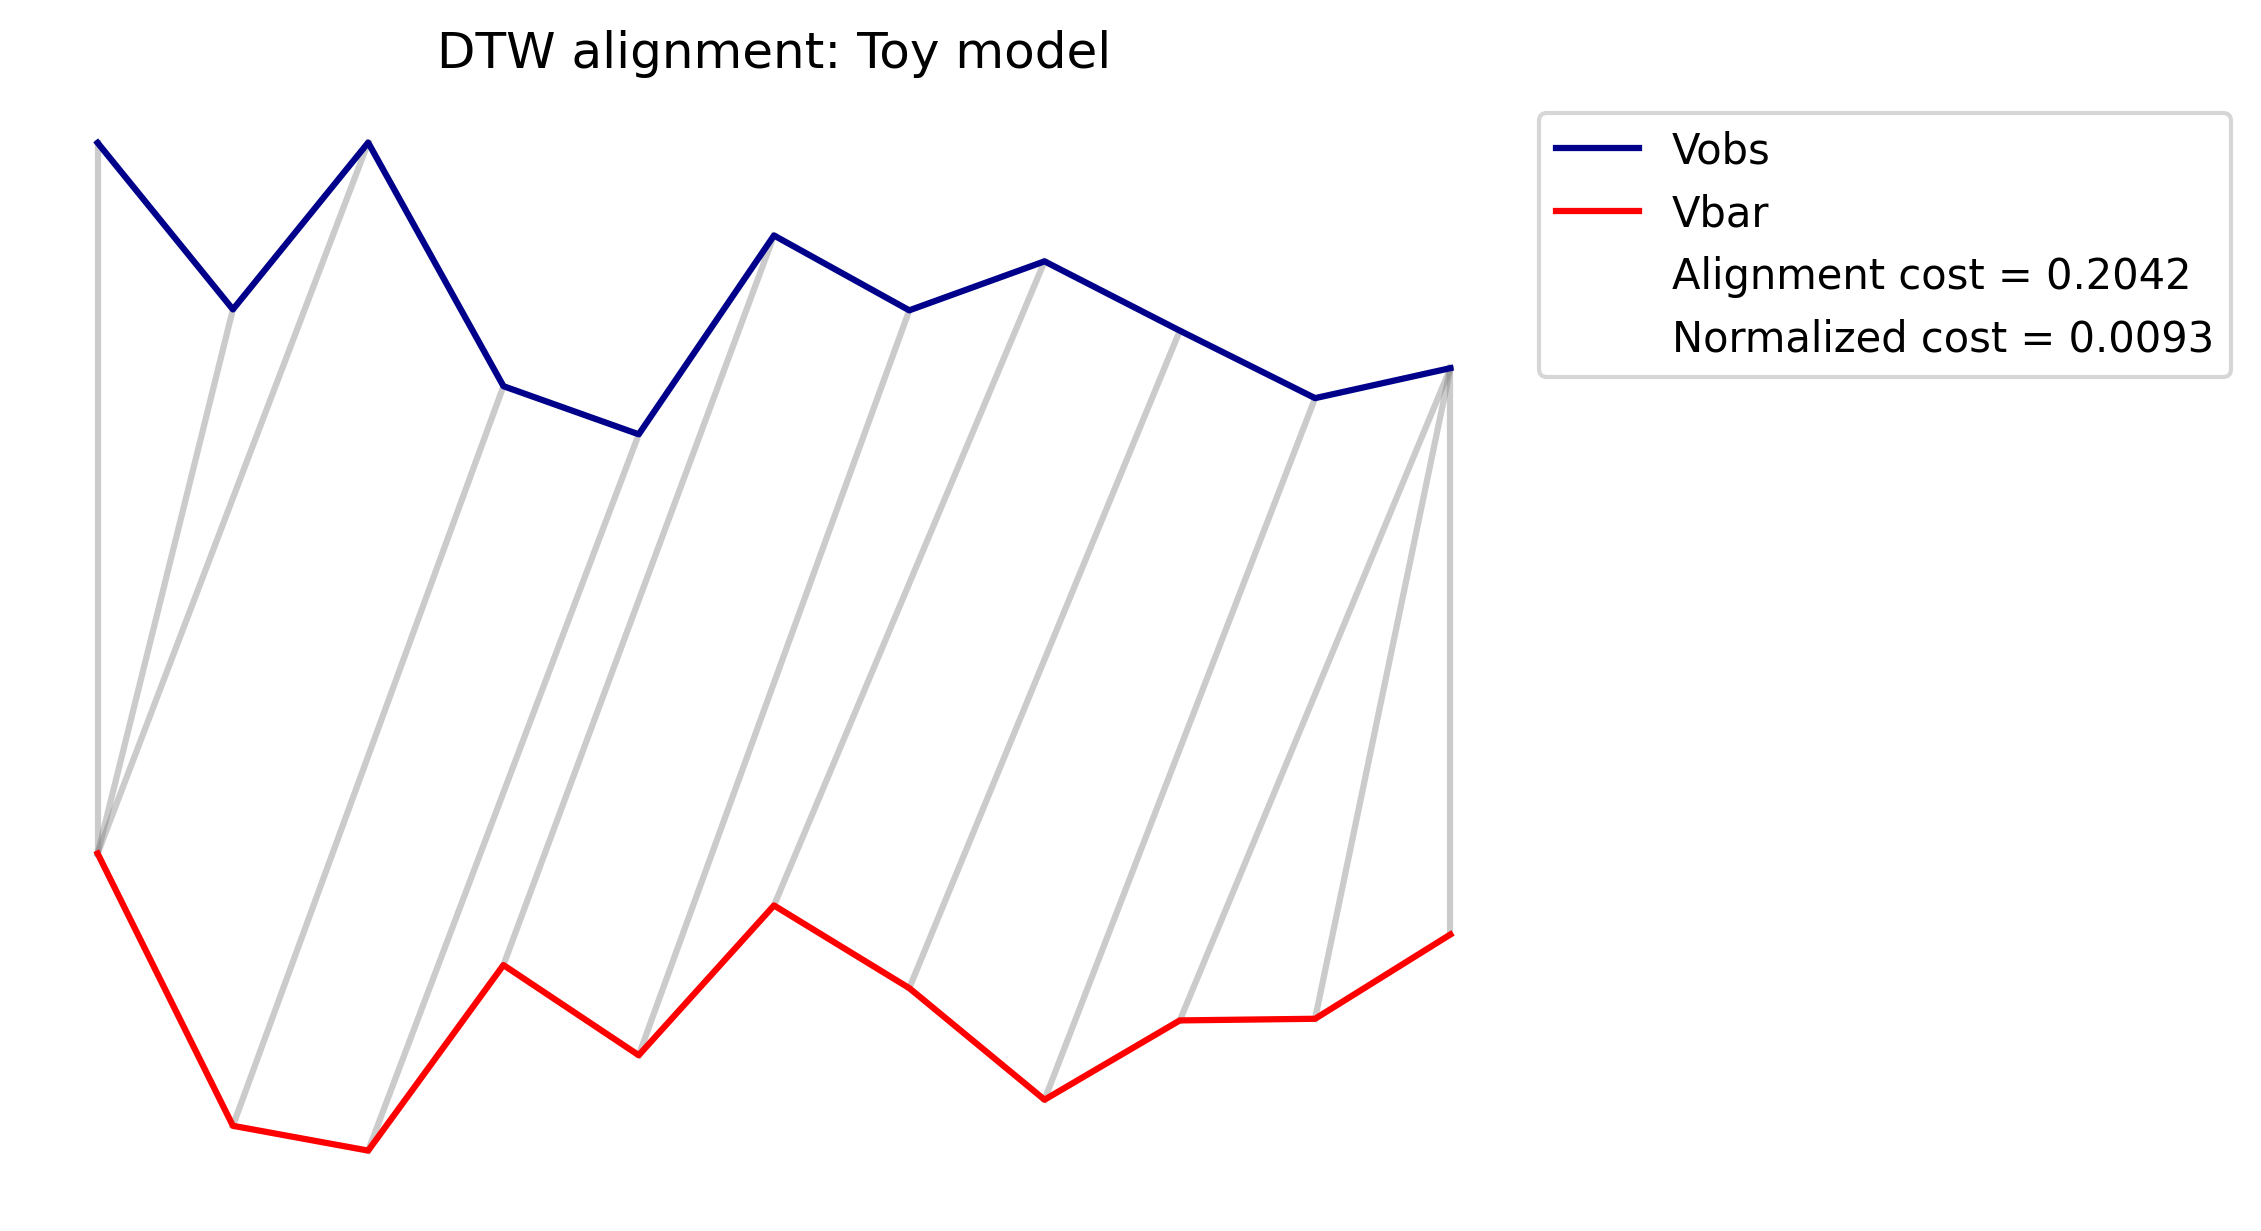 DTW alignment: Toy model
Vobs
Vbar
Alignment cost = 0.2042
Normalized cost = 0.0093